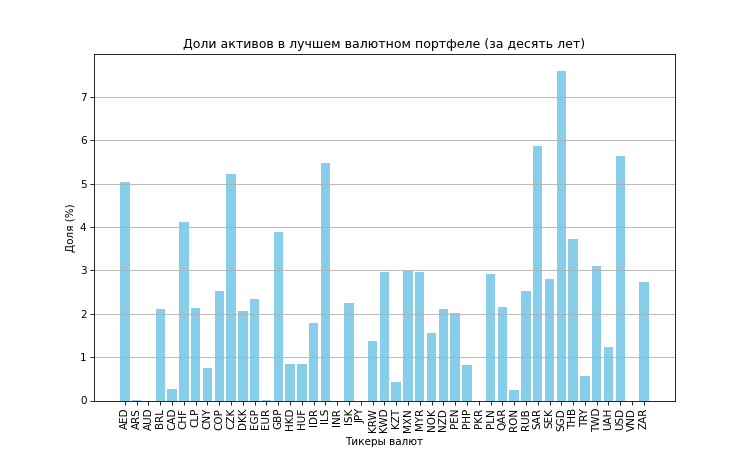 Доли активов в лучшем валютном портфеле (за десять лет)
Доля (%)
7
6
5
4
3
2
1
0
AED ARS AUD BRL CAD CHF CLP CNY COP CZK DKK EGP EUR GBP HKD HUF IDR ILS INR ISK JPY KRW KWD KZT MXN MYR NOK NZD PEN PHP PKR PLN QAR RON RUB SAR SEK SGD THB TRY TWD UAH USD VND ZAR
Тикеры валют